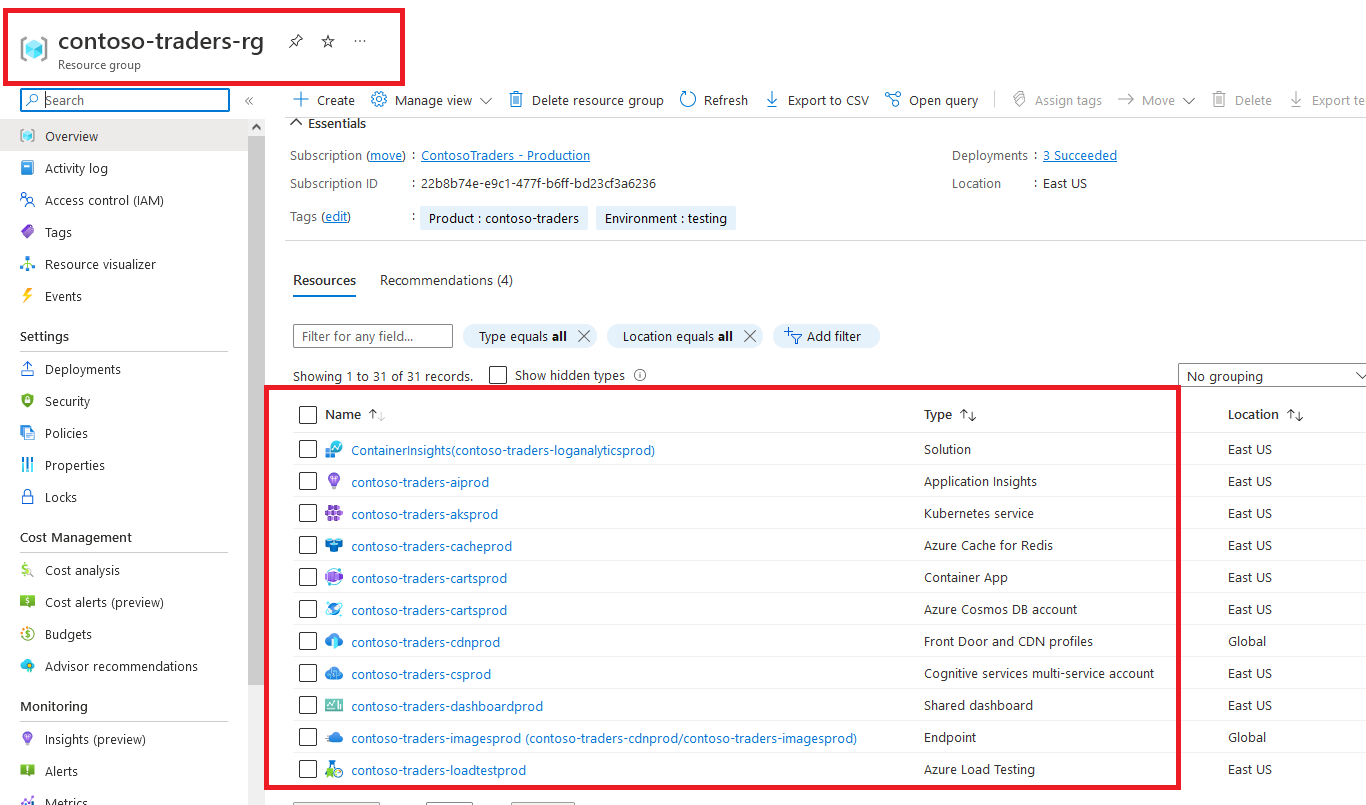 contoso-traders-rg
Resource group
Search
Create Manage view Delete resource group Refresh Export to CSV Open query Assign tags Move Delete Export te
Overview
Activity log
Access control (IAM)
Tags
Resource visualizer
Events
Settings
Deployments
Security
Policies
Properties
Locks
Cost Management
Cost analysis
Cost alerts (preview)
Budgets
Advisor recommendations
Monitoring
Insights (preview)
Alerts
Metrics
Essentials
Subscription (move) : ContosoTraders - Production
Deployments : 3 Succeeded
Subscription ID : 22b8b74e-e9c1-477f-b6ff-bd23cf3a6236
Location : East US
Tags (edit) : Product : contoso-traders Environment : testing
Resources Recommendations (4)
Filter for any field... Type equals all Location equals all Add filter
Showing 1 to 31 of 31 records. Show hidden types No grouping
Name Type Location
ContainerInsights(contoso-traders-loganalyticsprod) Solution East US
contoso-traders-aiprod Application Insights East US
contoso-traders-aksprod Kubernetes service East US
contoso-traders-cacheprod Azure Cache for Redis East US
contoso-traders-cartsprod Container App East US
contoso-traders-cartsprod Azure Cosmos DB account East US
contoso-traders-cdnprod Front Door and CDN profiles Global
contoso-traders-csprod Cognitive services multi-service account East US
contoso-traders-dashboardprod Shared dashboard East US
contoso-traders-imagesprod (contoso-traders-cdnprod/contoso-traders-imagesprod) Endpoint Global
contoso-traders-loadtestprod Azure Load Testing East US